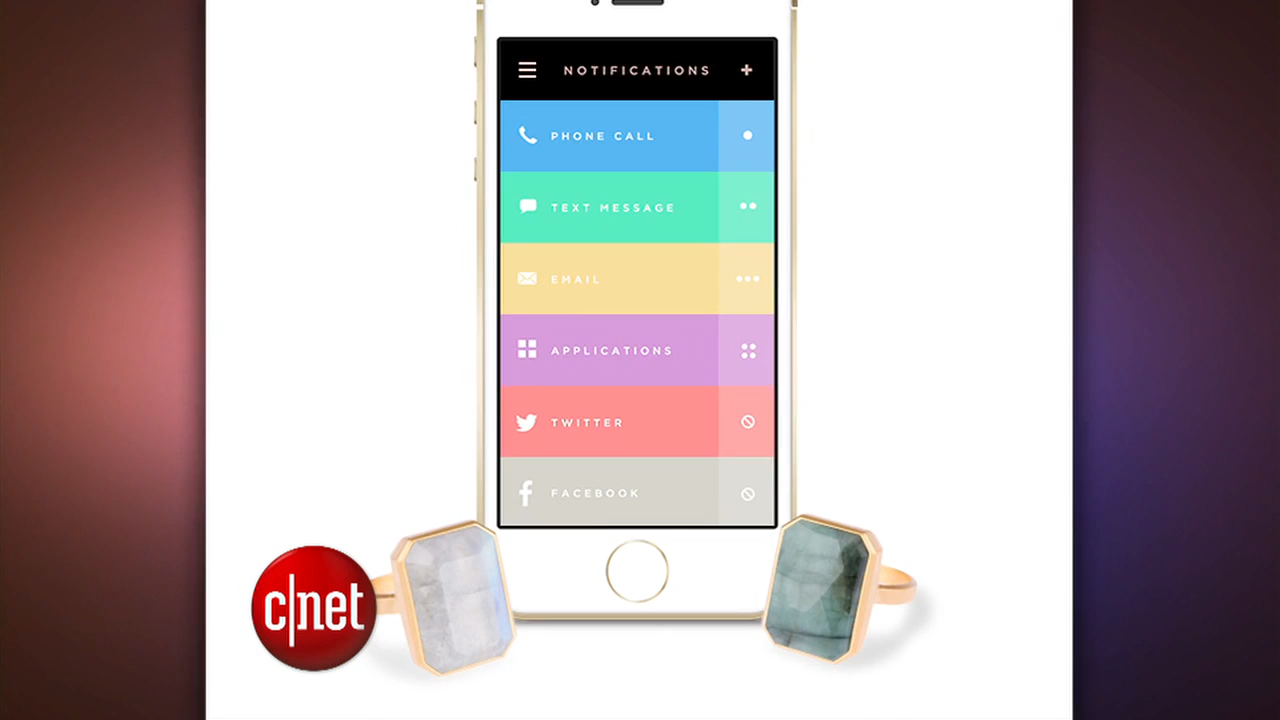 NOTIFICATIONS
PHONE CALL
TEXT MESSAGE
EMAIL
APPLICATIONS
TWITTER
FACEBOOK
c|net